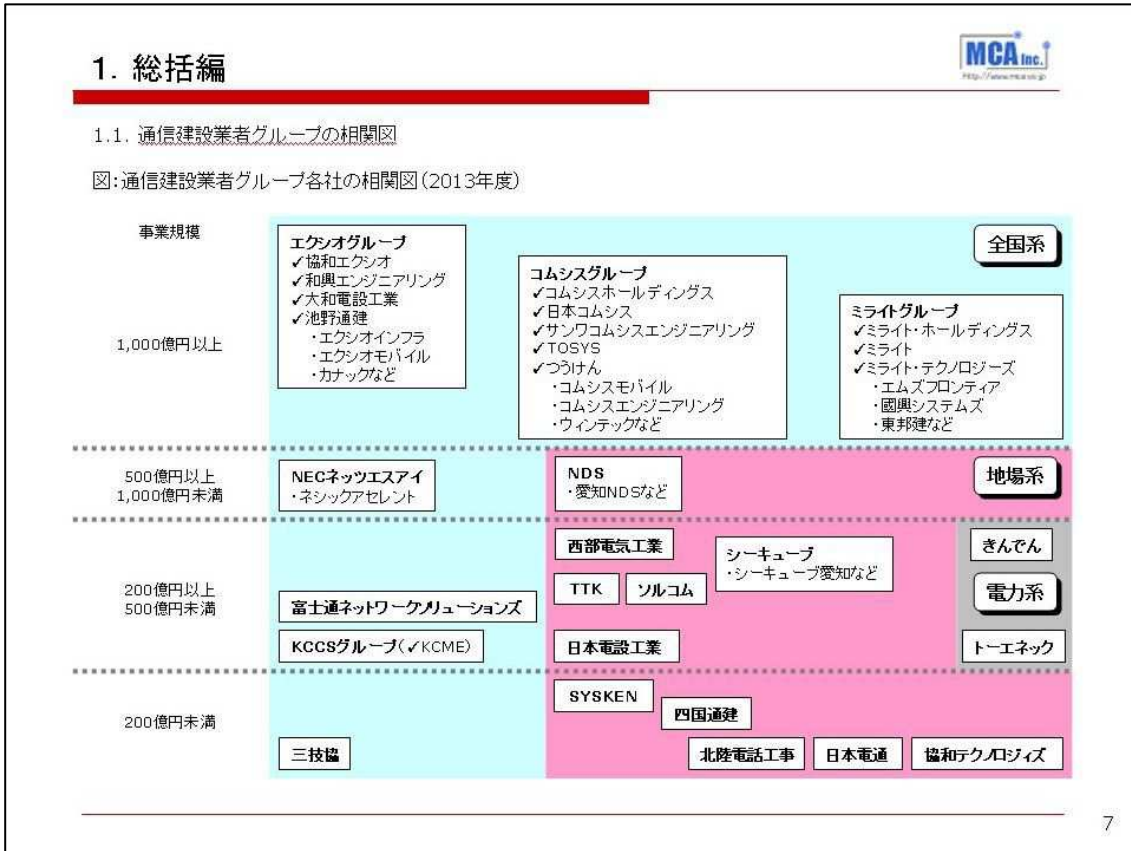 1. 総括編
MCA Inc.
1.1. 通信建設業者グループの相関図
図:通信建設業者グループ各社の相関図(2013年度)
事業規模
全国系
エクシオグループ
✓協和エクシオ
✓和興エンジニアリング
✓大和電設工業
✓池野通建
・エクシオインフラ
・エクシオモバイル
・カナックなど
コムシスグループ
✓コムシスホールディングス
✓日本コムシス
✓サンワコムシスエンジニアリング
✓TOSYS
✓つうけん
・コムシスモバイル
・コムシスエンジニアリング
・ウィンテックなど
ミライトグループ
✓ミライト・ホールディングス
✓ミライト
✓ミライト・テクノロジーズ
・エムズフロンティア
・國興システムズ
・東邦建など
1,000億円以上
500億円以上
1,000億円未満
NECネッツエスアイ
・ネシックアセレント
NDS
・愛知NDSなど
地場系
200億円以上
500億円未満
西部電気工業
シーキューブ
・シーキューブ愛知など
きんでん
TTK
ソルコム
電力系
富士通ネットワークソリューションズ
KCCSグループ(✓KCME)
日本電設工業
トーエネック
200億円未満
SYSKEN
四国通建
三技協
北陸電話工事
日本電通
協和テクノロジィズ
7